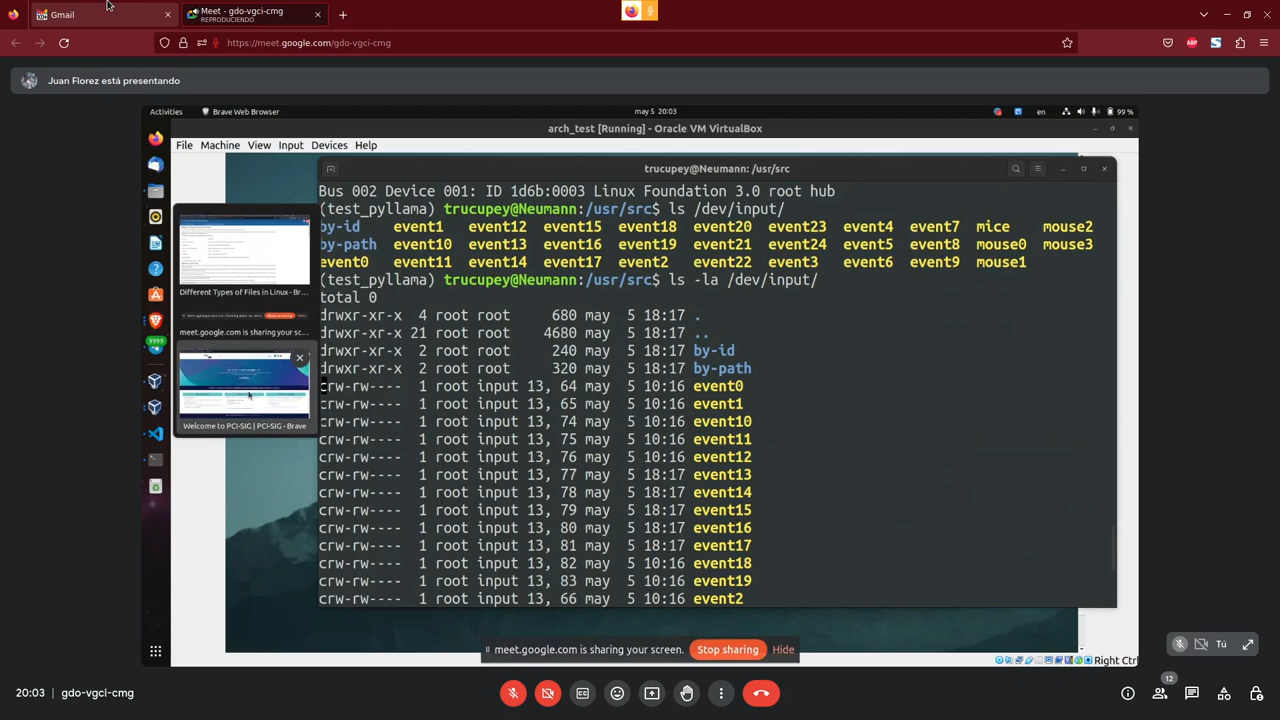 Gmail
Meet - gdo-vgci-cmg
REPRODUCIENDO
https://meet.google.com/gdo-vgci-cmg
ABP
Juan Florez está presentando
Activities
Brave Web Browser
may 5 20:03
en
99 %
arch_test [Running] - Oracle VM VirtualBox
File Machine View Input Devices Help
trucupey@Neumann: /usr/src
Bus 002 Device 001: ID 1d6b:0003 Linux Foundation 3.0 root hub
(test_pyllama) trucupey@Neumann:/usr/src$ ls /dev/input/
by-id event1 event12 event15 event18 event20 event23 event4 event7 mice mouse2
by-path event10 event13 event16 event19 event21 event24 event5 event8 mouse0 mouse3
event0 event11 event14 event17 event2 event22 event3 event6 event9 mouse1
(test_pyllama) trucupey@Neumann:/usr/src$ ls -la /dev/input/
total 0
drwxr-xr-x 4 root root 680 may 5 18:17 .
drwxr-xr-x 21 root root 4680 may 5 18:17 ..
drwxr-xr-x 2 root root 240 may 5 18:17 by-id
drwxr-xr-x 2 root root 320 may 5 18:17 by-path
crw-rw---- 1 root input 13, 64 may 5 10:16 event0
crw-rw---- 1 root input 13, 65 may 5 10:16 event1
crw-rw---- 1 root input 13, 74 may 5 10:16 event10
crw-rw---- 1 root input 13, 75 may 5 10:16 event11
crw-rw---- 1 root input 13, 76 may 5 10:16 event12
crw-rw---- 1 root input 13, 77 may 5 18:17 event13
crw-rw---- 1 root input 13, 78 may 5 18:17 event14
crw-rw---- 1 root input 13, 79 may 5 18:17 event15
crw-rw---- 1 root input 13, 80 may 5 10:16 event16
crw-rw---- 1 root input 13, 81 may 5 10:16 event17
crw-rw---- 1 root input 13, 82 may 5 10:16 event18
crw-rw---- 1 root input 13, 83 may 5 10:16 event19
crw-rw---- 1 root input 13, 66 may 5 10:16 event2
Different Types of Files in Linux - Br...
meet.google.com is sharing your sc...
Welcome to PCI-SIG | PCI-SIG - Brave
meet.google.com is sharing your screen.
Stop sharing
Hide
Right Ctrl
Tú
20:03
gdo-vgci-cmg
12